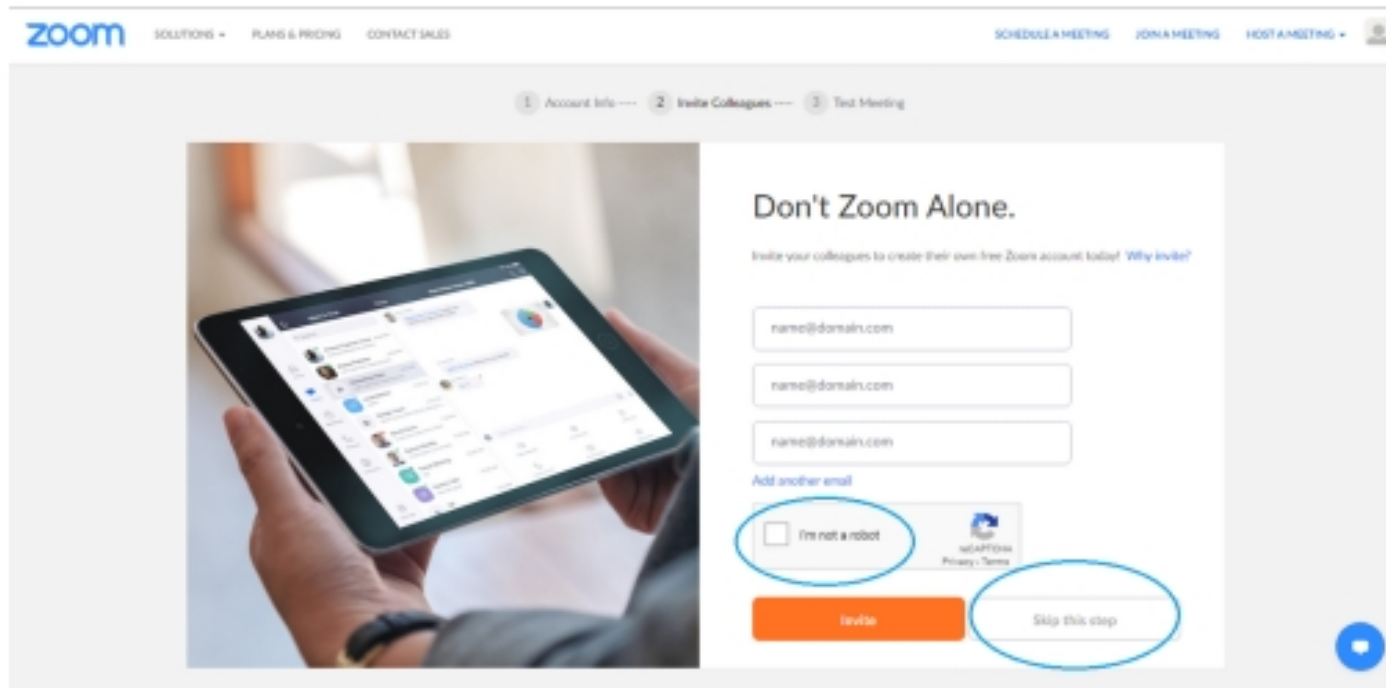 zoom SOLUTIONS PLANS & PRICING CONTACT SALES SCHEDULE A MEETING JOIN A MEETING HOST A MEETING
1 Account Info ---- 2 Invite Colleagues ---- 3 Test Meeting
Don't Zoom Alone.
Invite your colleagues to create their own free Zoom account today! Why invite?
name@domain.com
name@domain.com
name@domain.com
Add another email
I'm not a robot
reCAPTCHA
Privacy - Terms
Invite Skip this step